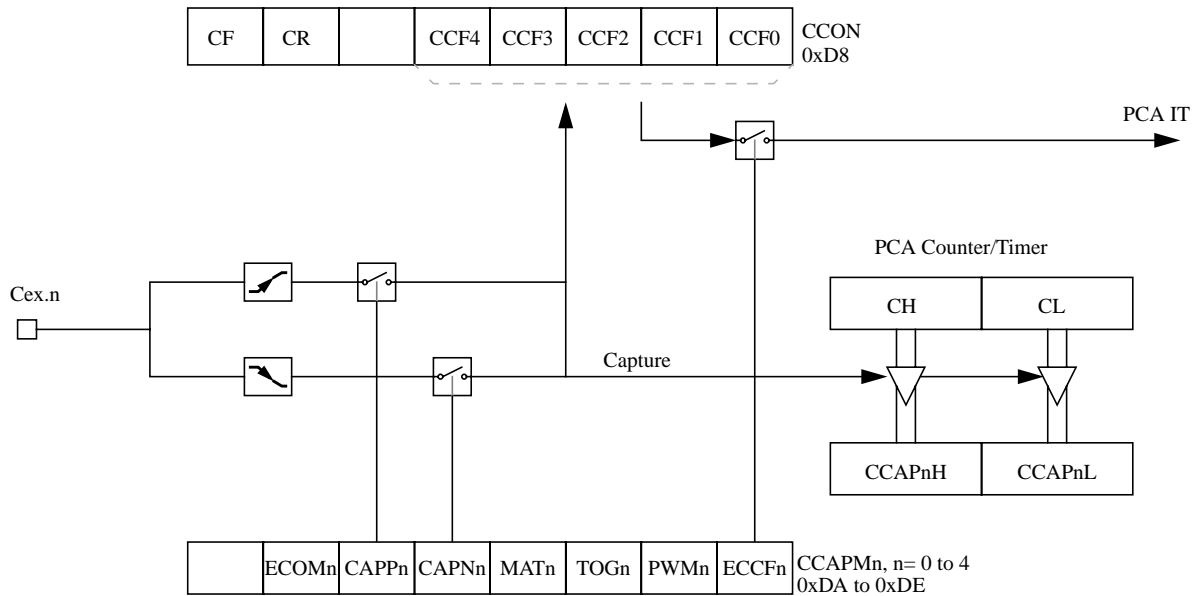 CF CR CCF4 CCF3 CCF2 CCF1 CCF0 CCON
0xD8
PCA IT
PCA Counter/Timer
Cex.n
CH CL
Capture
CCAPnH CCAPnL
ECOMn CAPPn CAPNn MATn TOGn PWMn ECCFn CCAPMn, n= 0 to 4
0xDA to 0xDE